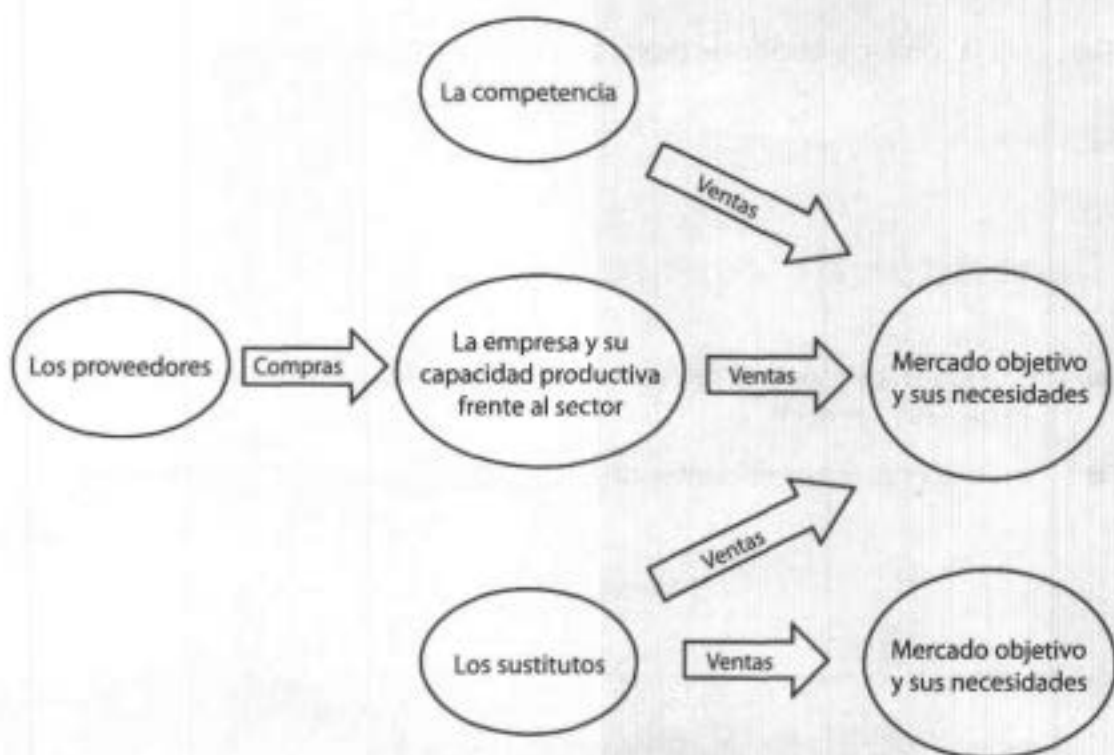 La competencia
Ventas
Los proveedores
Compras
La empresa y su
capacidad productiva
frente al sector
Ventas
Mercado objetivo
y sus necesidades
Ventas
Los sustitutos
Ventas
Mercado objetivo
y sus necesidades